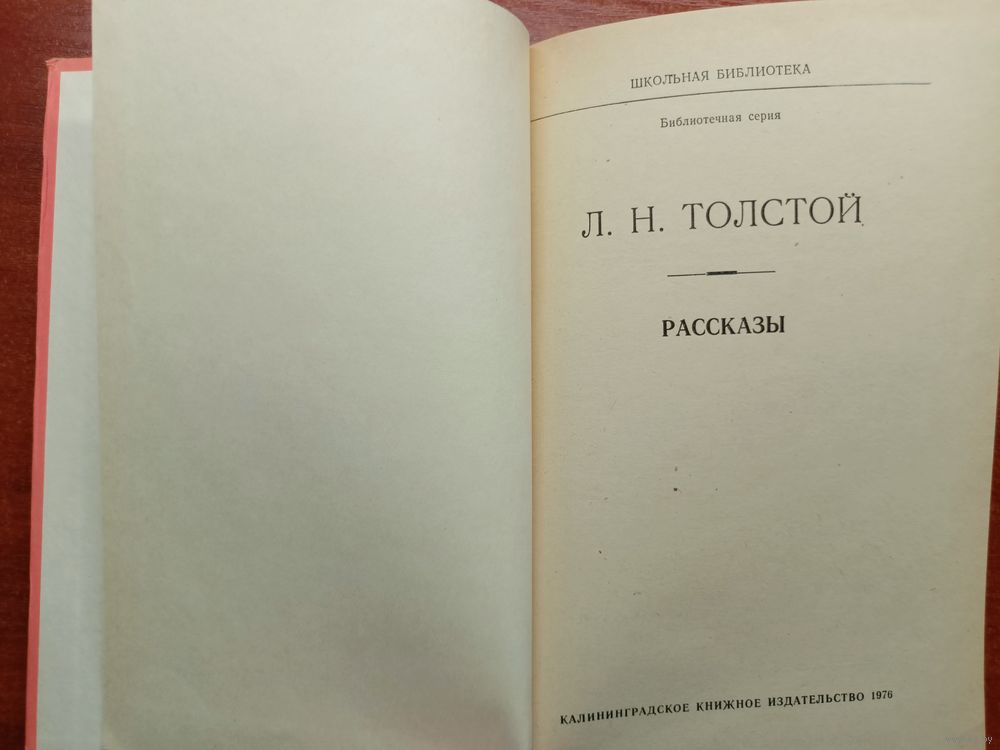 ШКОЛЬНАЯ БИБЛИОТЕКА
Библиотечная серия
Л. Н. ТОЛСТОЙ
РАССКАЗЫ
КАЛИНИНГРАДСКОЕ КНИЖНОЕ ИЗДАТЕЛЬСТВО 1976